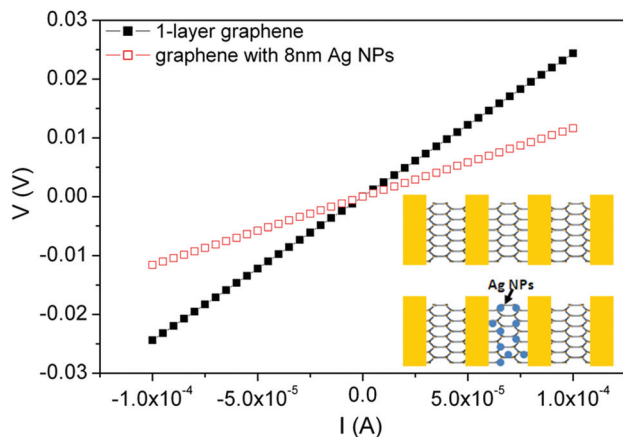 0.03
1-layer graphene
graphene with 8nm Ag NPs
0.02
0.01
V (V)
0.00
-0.01
Ag NPs
-0.02
-0.03
-1.0x10⁻⁴ -5.0x10⁻⁵ 0.0 5.0x10⁻⁵ 1.0x10⁻⁴
I (A)